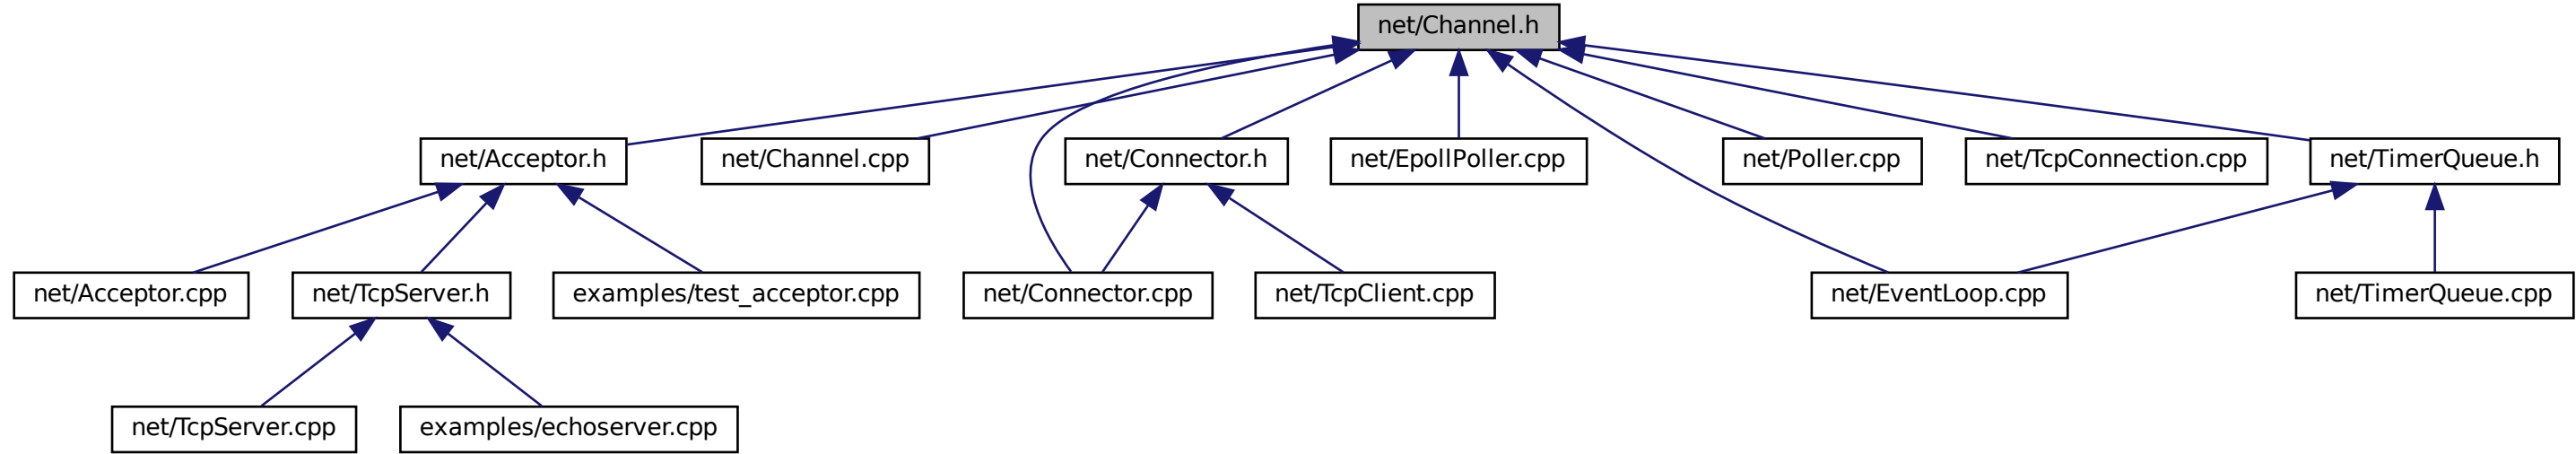 net/Channel.h
net/Acceptor.h
net/Channel.cpp
net/Connector.h
net/EpollPoller.cpp
net/Poller.cpp
net/TcpConnection.cpp
net/TimerQueue.h
net/Acceptor.cpp
net/TcpServer.h
examples/test_acceptor.cpp
net/Connector.cpp
net/TcpClient.cpp
net/EventLoop.cpp
net/TimerQueue.cpp
net/TcpServer.cpp
examples/echoserver.cpp